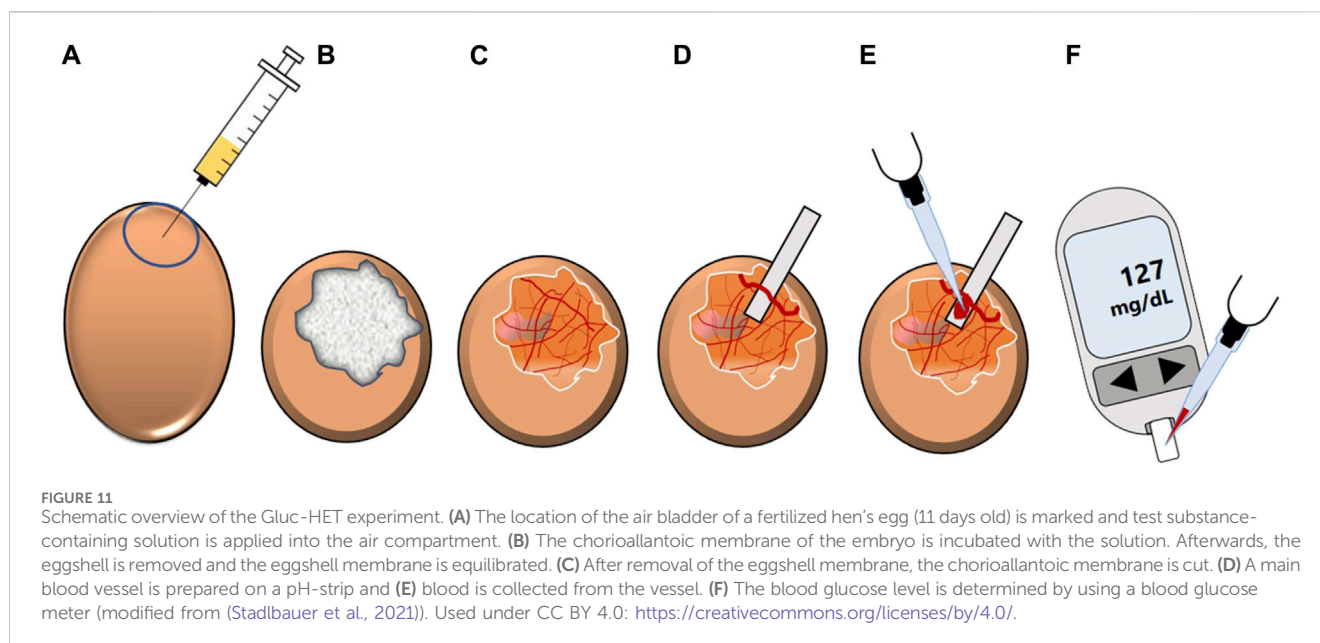 A B C D E F
127
mg/dL
FIGURE 11
Schematic overview of the Gluc-HET experiment. (A) The location of the air bladder of a fertilized hen's egg (11 days old) is marked and test substance-
containing solution is applied into the air compartment. (B) The chorioallantoic membrane of the embryo is incubated with the solution. Afterwards, the
eggshell is removed and the eggshell membrane is equilibrated. (C) After removal of the eggshell membrane, the chorioallantoic membrane is cut. (D) A main
blood vessel is prepared on a pH-strip and (E) blood is collected from the vessel. (F) The blood glucose level is determined by using a blood glucose
meter (modified from (Stadlbauer et al., 2021)). Used under CC BY 4.0: https://creativecommons.org/licenses/by/4.0/.